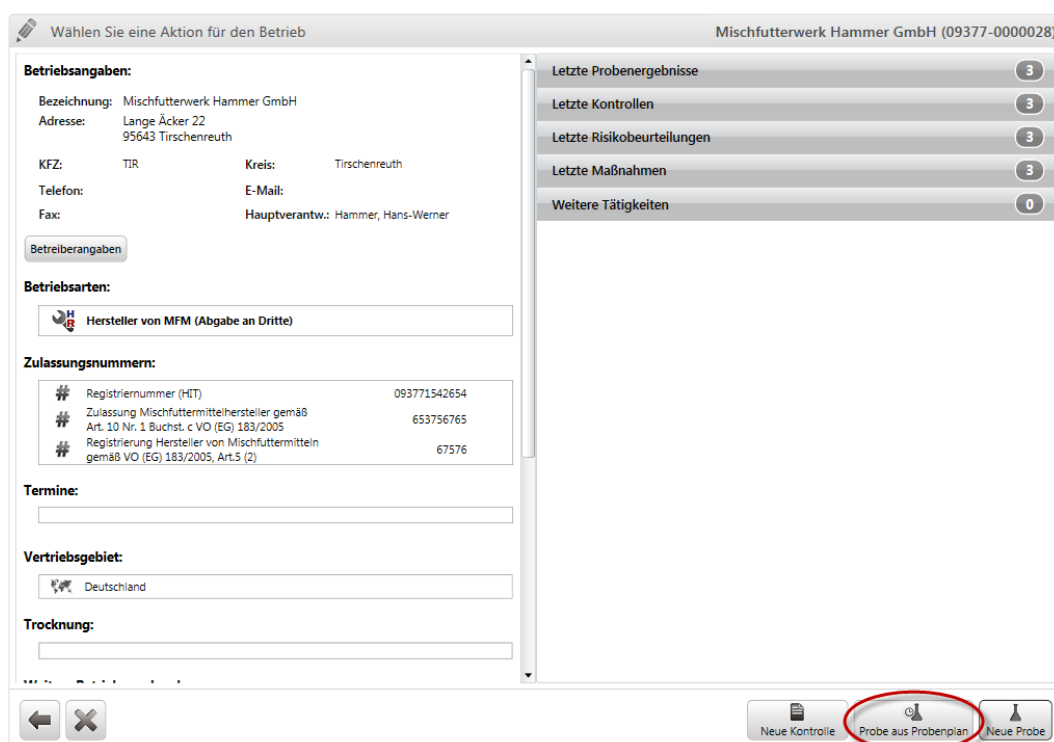 Wählen Sie eine Aktion für den Betrieb
Mischfutterwerk Hammer GmbH (09377-0000028)
Betriebsangaben:
Bezeichnung: Mischfutterwerk Hammer GmbH
Adresse: Lange Äcker 22
95643 Tirschenreuth
KFZ: TIR Kreis: Tirschenreuth
Telefon: E-Mail:
Fax: Hauptverantw.: Hammer, Hans-Werner
Betreiberangaben
Betriebsarten:
HR Hersteller von MFM (Abgabe an Dritte)
Zulassungsnummern:
# Registriernummer (HIT) 093771542654
# Zulassung Mischfuttermittelhersteller gemäß
Art. 10 Nr. 1 Buchst. c VO (EG) 183/2005 653756765
# Registrierung Hersteller von Mischfuttermitteln
gemäß VO (EG) 183/2005, Art.5 (2) 67576
Termine:
Vertriebsgebiet:
Deutschland
Trocknung:
Letzte Probenergebnisse 3
Letzte Kontrollen 3
Letzte Risikobeurteilungen 3
Letzte Maßnahmen 3
Weitere Tätigkeiten 0
Neue Kontrolle
Probe aus Probenplan
Neue Probe